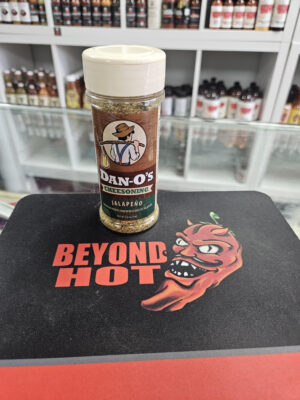 DAN-O's
CHEESONING
JALAPEÑO
BEYOND
HOT